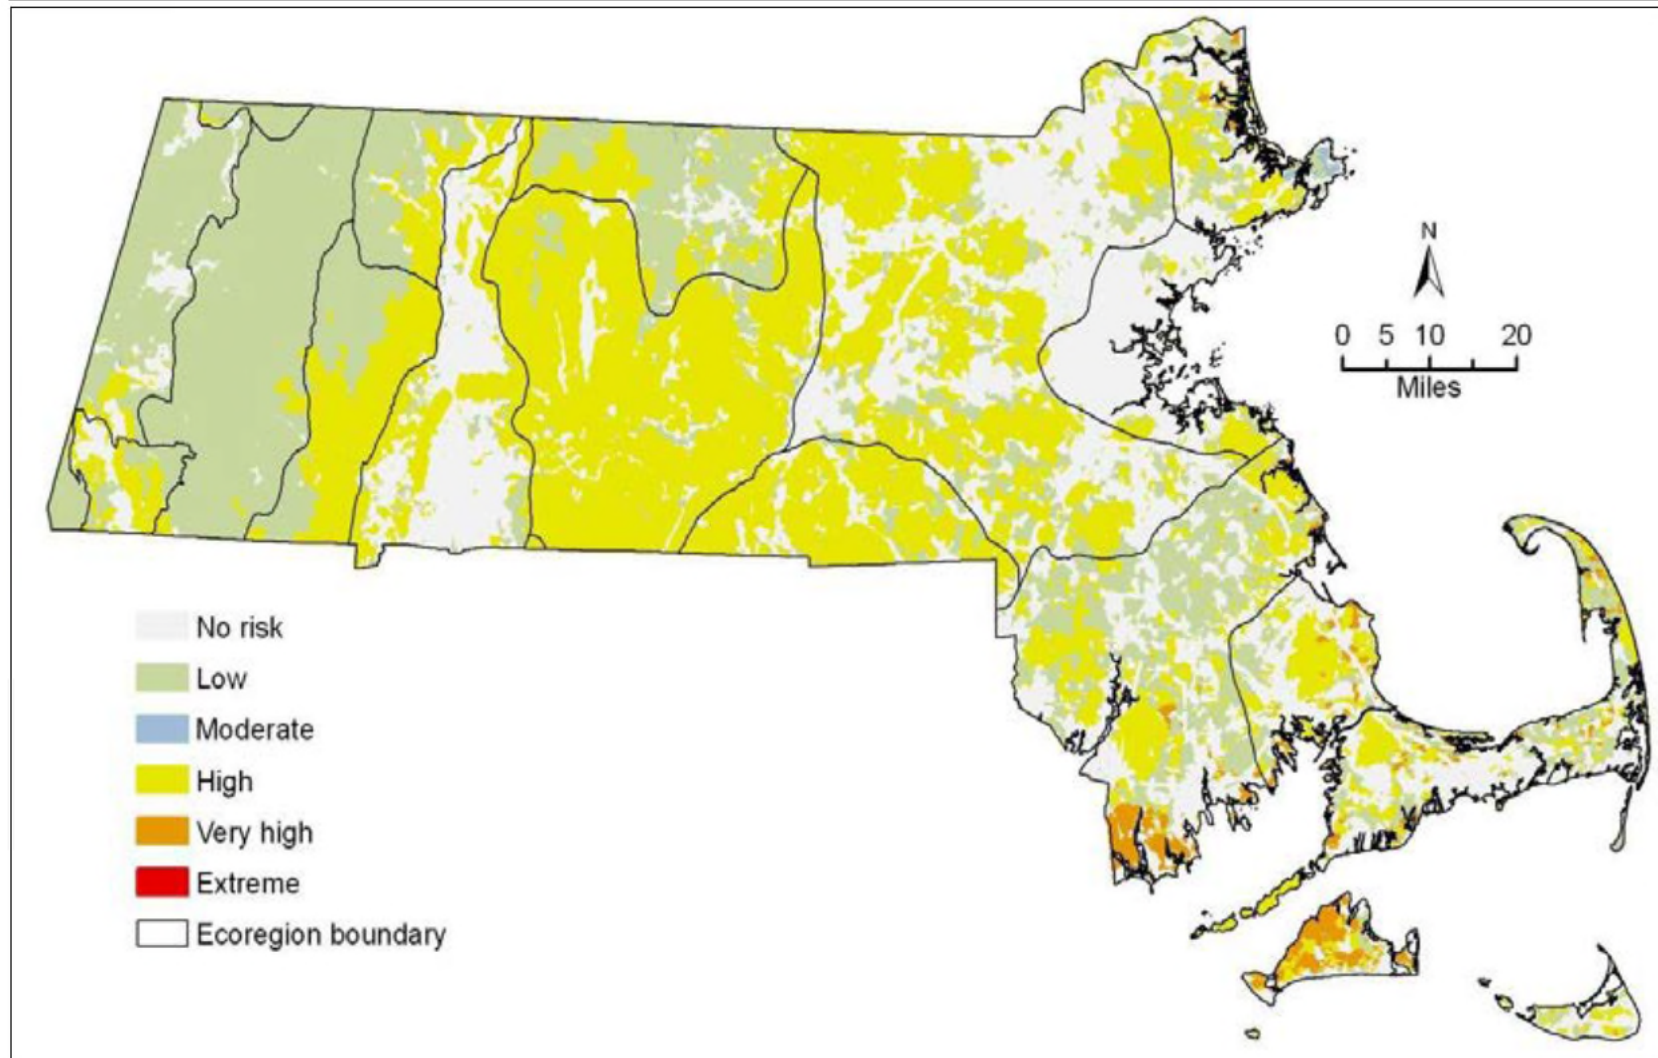 N
0 5 10 20
Miles
No risk
Low
Moderate
High
Very high
Extreme
Ecoregion boundary